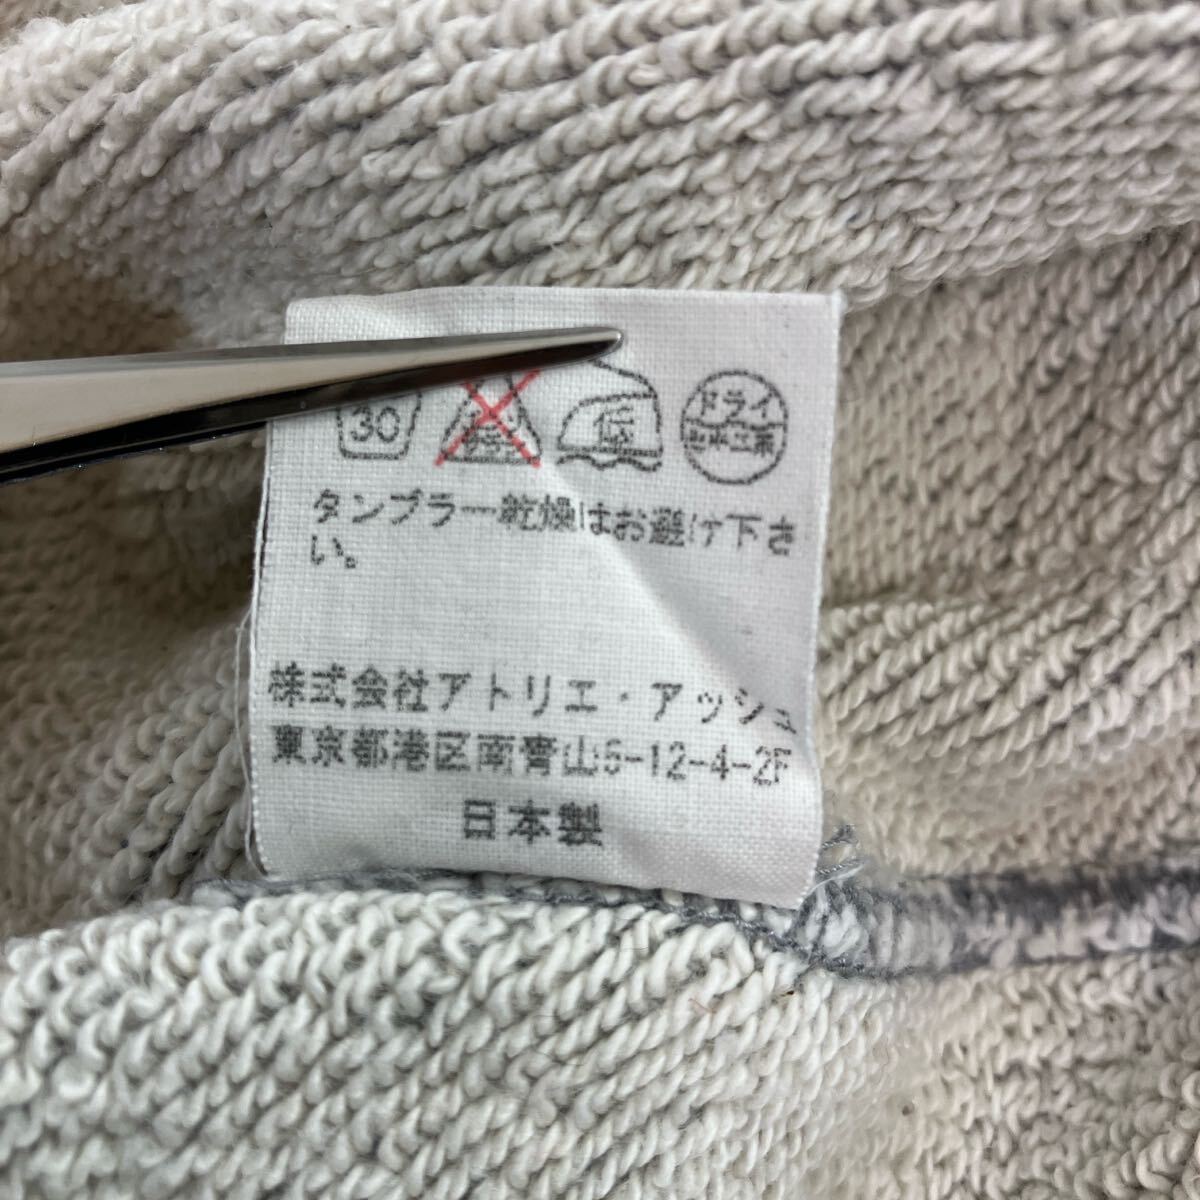 30
低
ドライ
タンブラー乾燥はお避け下さ
い。
株式会社アトリエ・アッシュ
東京都港区南青山6-12-4-2F
日本製